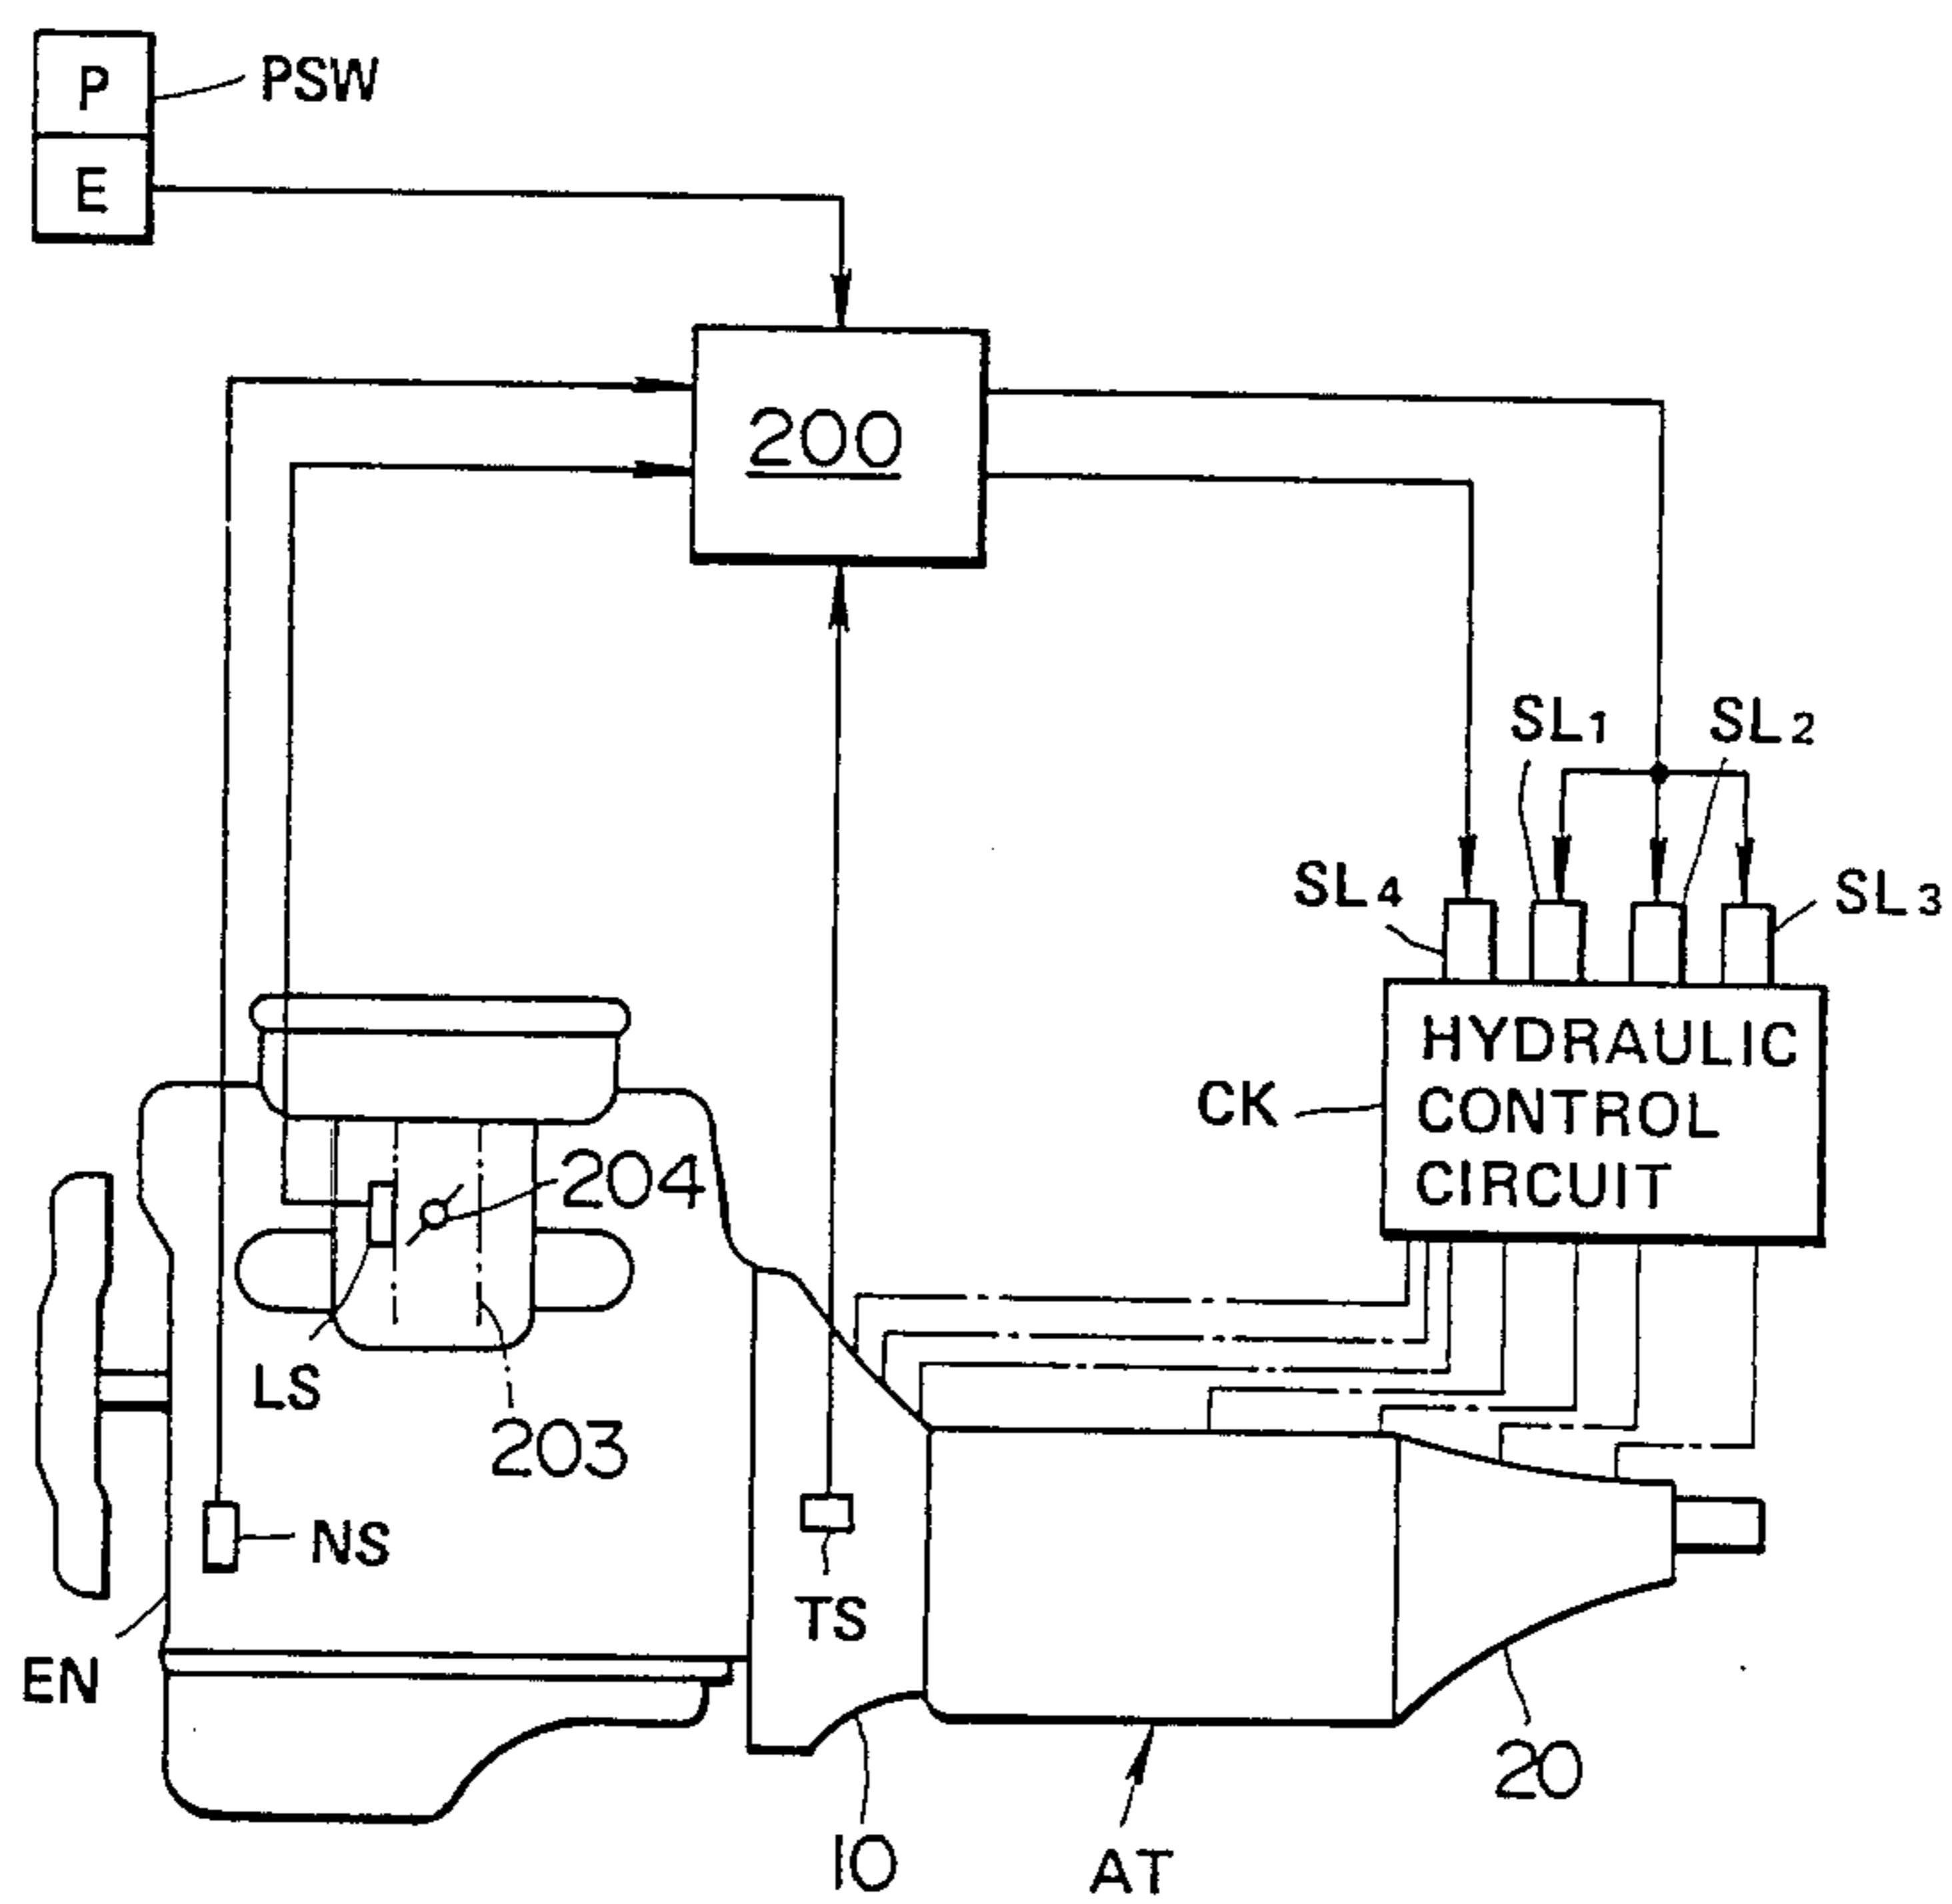 P
PSW
E
200
SL1
SL2
SL4
SL3
HYDRAULIC
CONTROL
CIRCUIT
CK
204
LS
203
NS
TS
EN
20
10
AT